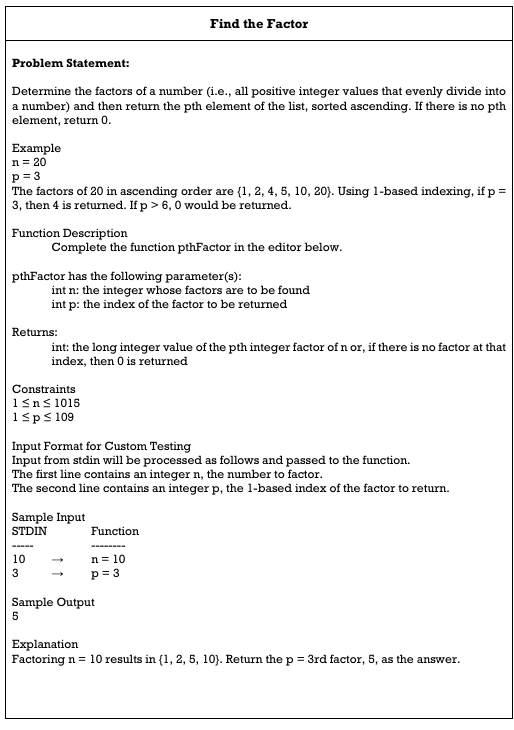 Find the Factor
Problem Statement:
Determine the factors of a number (i.e., all positive integer values that evenly divide into
a number) and then return the pth element of the list, sorted ascending. If there is no pth
element, return 0.
Example
n = 20
p = 3
The factors of 20 in ascending order are {1, 2, 4, 5, 10, 20}. Using 1-based indexing, if p =
3, then 4 is returned. If p > 6, 0 would be returned.
Function Description
Complete the function pthFactor in the editor below.
pthFactor has the following parameter(s):
int n: the integer whose factors are to be found
int p: the index of the factor to be returned
Returns:
int: the long integer value of the pth integer factor of n or, if there is no factor at that
index, then 0 is returned
Constraints
1 ≤ n ≤ 1015
1 ≤ p ≤ 109
Input Format for Custom Testing
Input from stdin will be processed as follows and passed to the function.
The first line contains an integer n, the number to factor.
The second line contains an integer p, the 1-based index of the factor to return.
Sample Input
STDIN Function
----- --------
10 → n = 10
3 → p = 3
Sample Output
5
Explanation
Factoring n = 10 results in {1, 2, 5, 10}. Return the p = 3rd factor, 5, as the answer.